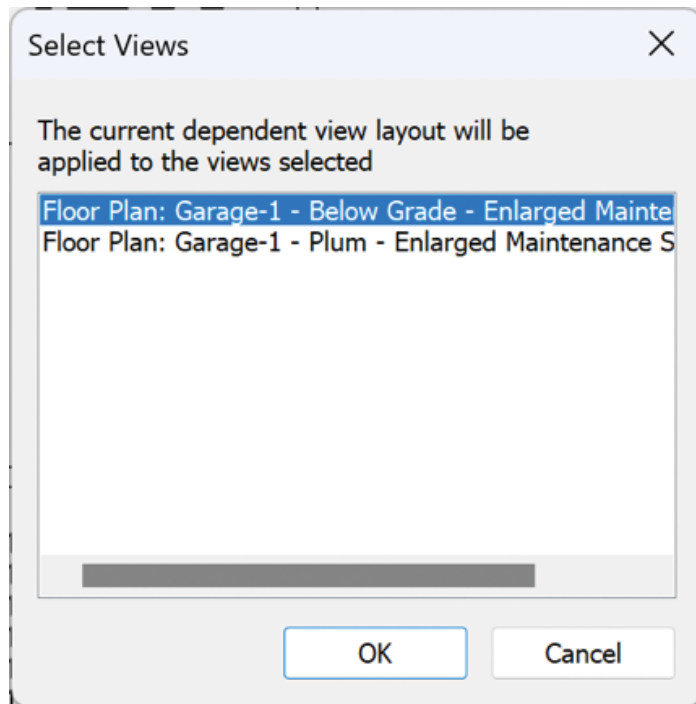 Select Views
The current dependent view layout will be
applied to the views selected
Floor Plan: Garage-1 - Below Grade - Enlarged Mainte
Floor Plan: Garage-1 - Plum - Enlarged Maintenance S
OK
Cancel